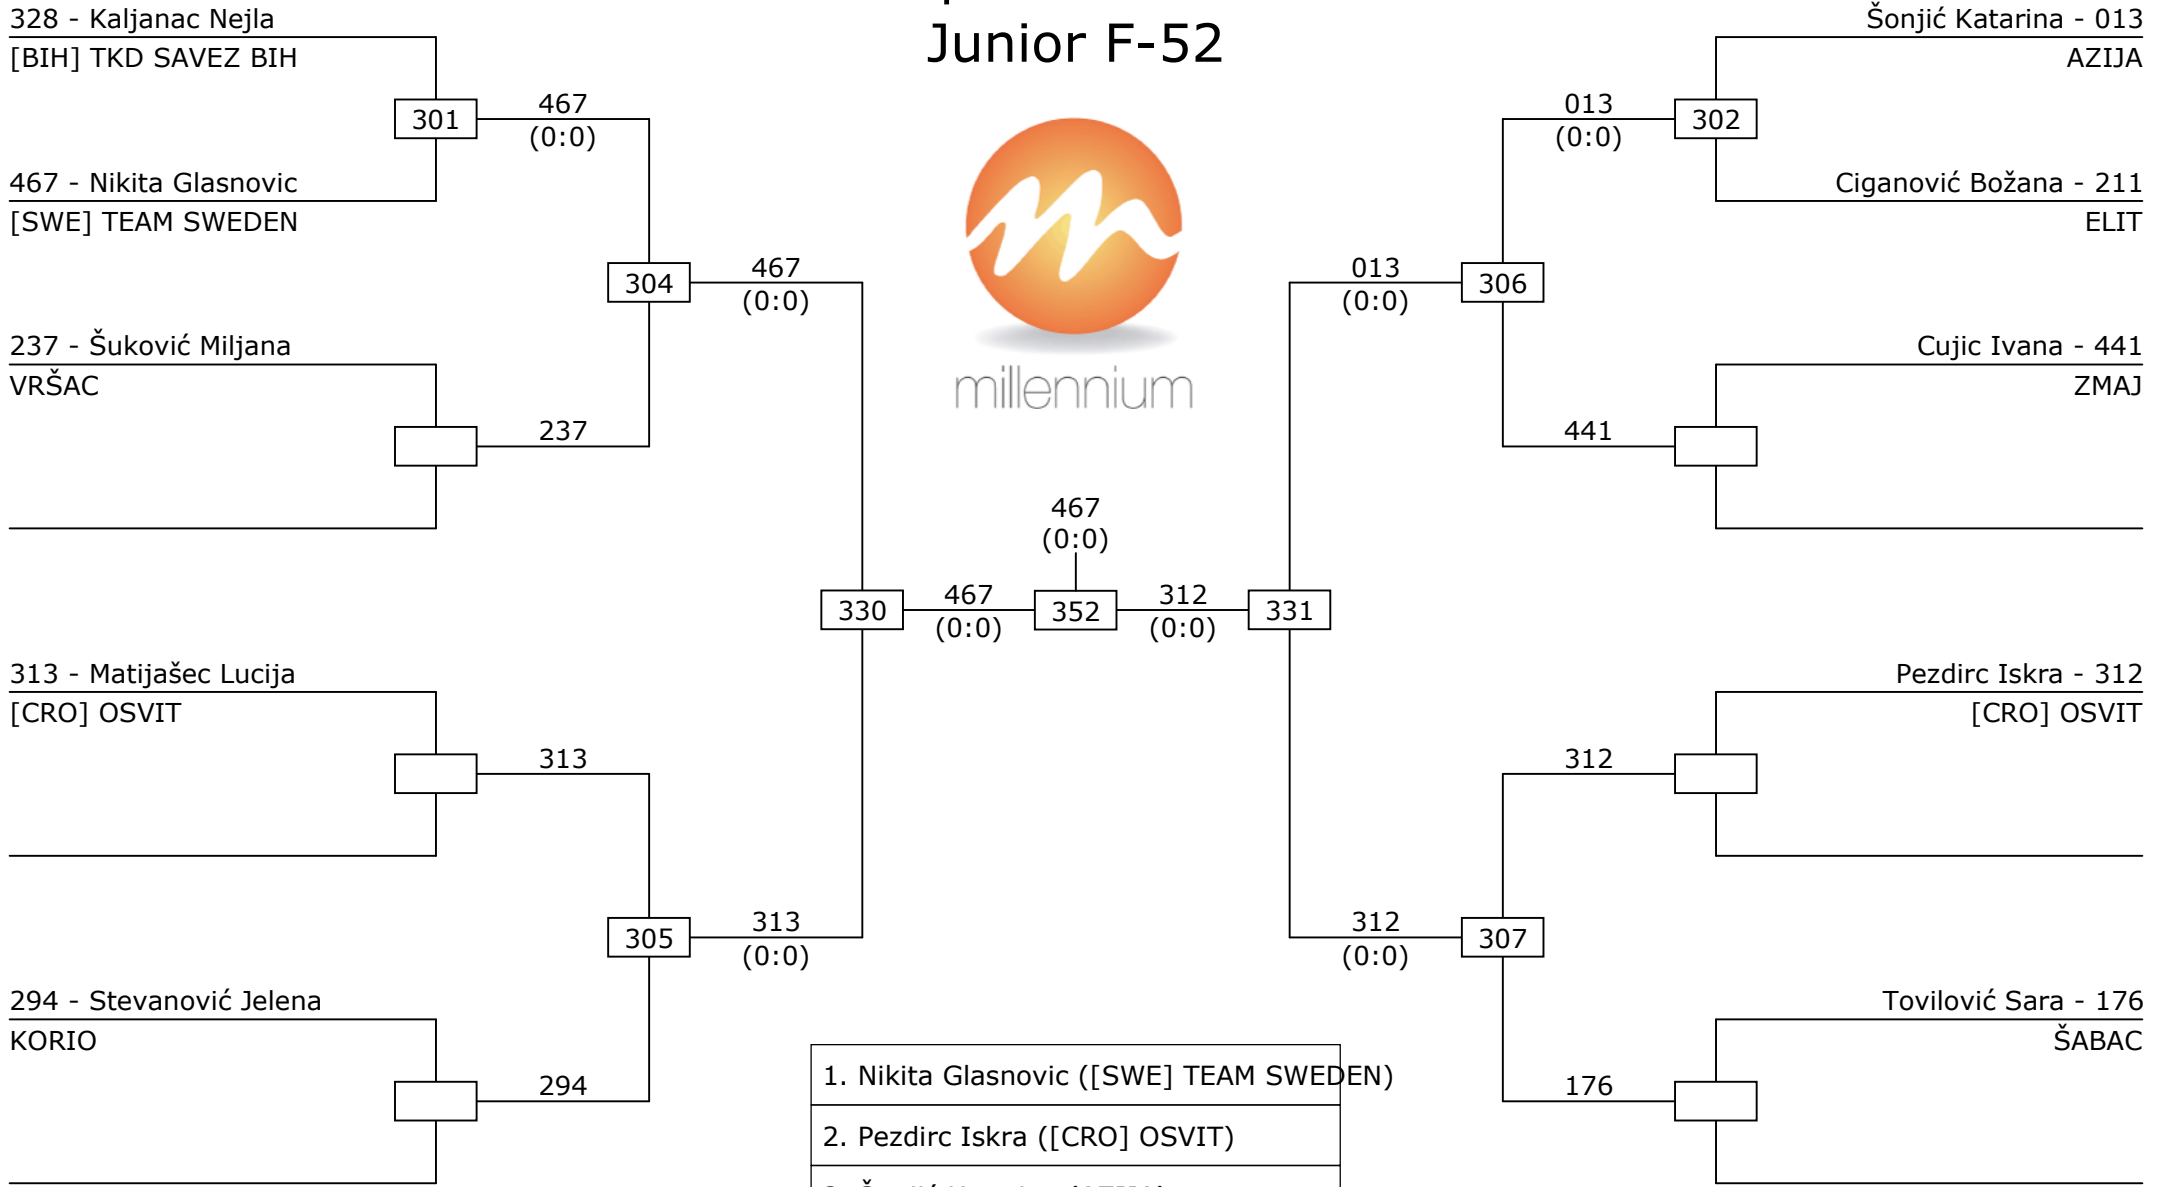 Junior F-52
328 - Kaljanac Nejla
[BIH] TKD SAVEZ BIH
301
467
(0:0)
467 - Nikita Glasnovic
[SWE] TEAM SWEDEN
304
467
(0:0)
237 - Šuković Miljana
VRŠAC
237
313 - Matijašec Lucija
[CRO] OSVIT
313
305
313
(0:0)
294 - Stevanović Jelena
KORIO
294
millennium
467
(0:0)
330
467
(0:0)
352
312
(0:0)
331
Šonjić Katarina - 013
AZIJA
013
(0:0)
302
Ciganović Božana - 211
ELIT
013
(0:0)
306
Cujic Ivana - 441
ZMAJ
441
Pezdirc Iskra - 312
[CRO] OSVIT
312
312
(0:0)
307
Tovilović Sara - 176
ŠABAC
176
1. Nikita Glasnovic ([SWE] TEAM SWEDEN)
2. Pezdirc Iskra ([CRO] OSVIT)